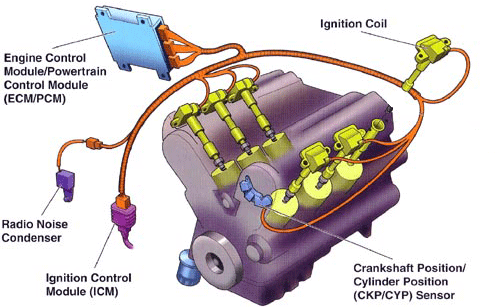 Ignition Coil
Engine Control
Module/Powertrain
Control Module
(ECM/PCM)
Radio Noise
Condenser
Ignition Control
Module (ICM)
Crankshaft Position/
Cylinder Position
(CKP/CYP) Sensor